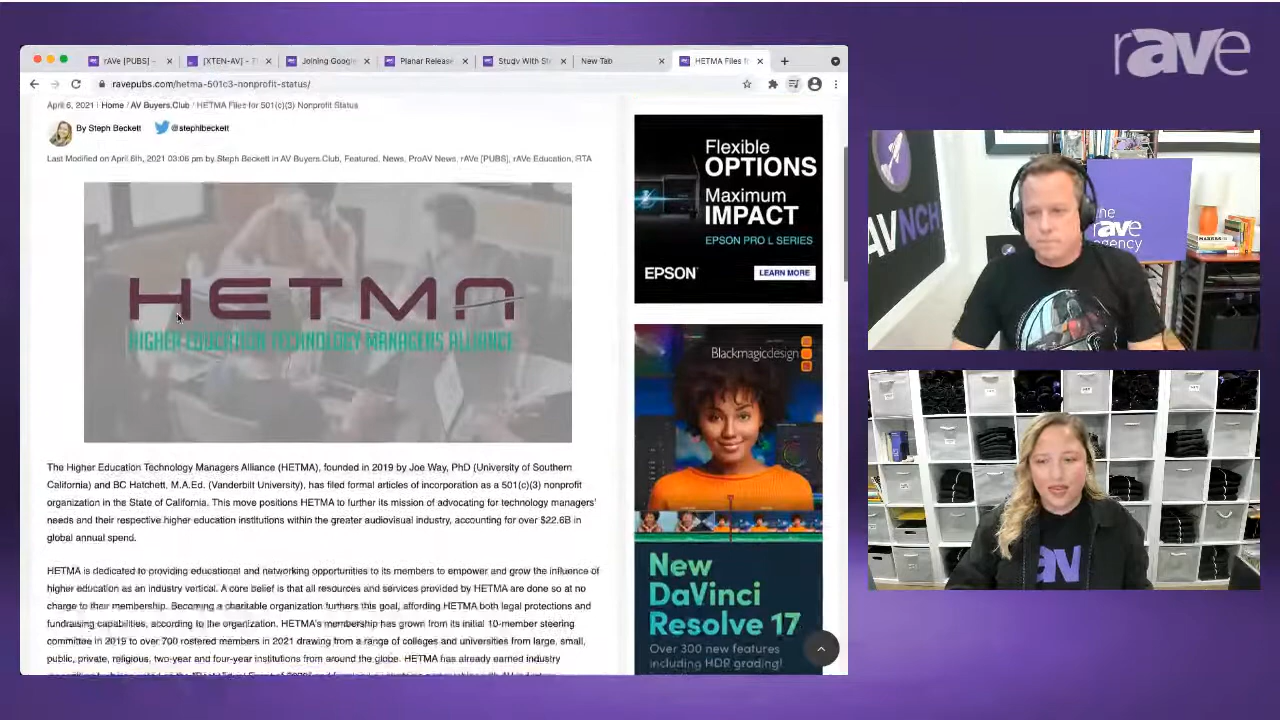 rAVe
rAVe [PUBS] –
[XTEN-AV] - T
Joining Google
Planar Release
Study With St
New Tab
HETMA Files fo
ravepubs.com/hetma-501c3-nonprofit-status/
April 6, 2021 | Home / AV Buyers.Club / HETMA Files for 501(c)(3) Nonprofit Status
By Steph Beckett @stephlbeckett
Last Modified on April 6th, 2021 03:06 pm by Steph Beckett in AV Buyers.Club, Featured, News, ProAV News, rAVe [PUBS], rAVe Education, RTA
HETMA
HIGHER EDUCATION TECHNOLOGY MANAGERS ALLIANCE
The Higher Education Technology Managers Alliance (HETMA), founded in 2019 by Joe Way, PhD (University of Southern
California) and BC Hatchett, M.A.Ed. (Vanderbilt University), has filed formal articles of incorporation as a 501(c)(3) nonprofit
organization in the State of California. This move positions HETMA to further its mission of advocating for technology managers'
needs and their respective higher education institutions within the greater audiovisual industry, accounting for over $22.6B in
global annual spend.
HETMA is dedicated to providing educational and networking opportunities to its members to empower and grow the influence of
higher education as an industry vertical. A core belief is that all resources and services provided by HETMA are done so at no
charge to their membership. Becoming a charitable organization furthers this goal, affording HETMA both legal protections and
fundraising capabilities, according to the organization. HETMA's membership has grown from its initial 10-member steering
committee in 2019 to over 700 rostered members in 2021 drawing from a range of colleges and universities from large, small,
public, private, religious, two-year and four-year institutions from around the globe. HETMA has already earned industry
Flexible
OPTIONS
Maximum
IMPACT
EPSON PRO L SERIES
EPSON
LEARN MORE
Blackmagicdesign
New
DaVinci
Resolve 17
Over 300 new features
including HDR grading!
AVNCH
the
rave
agency
AV